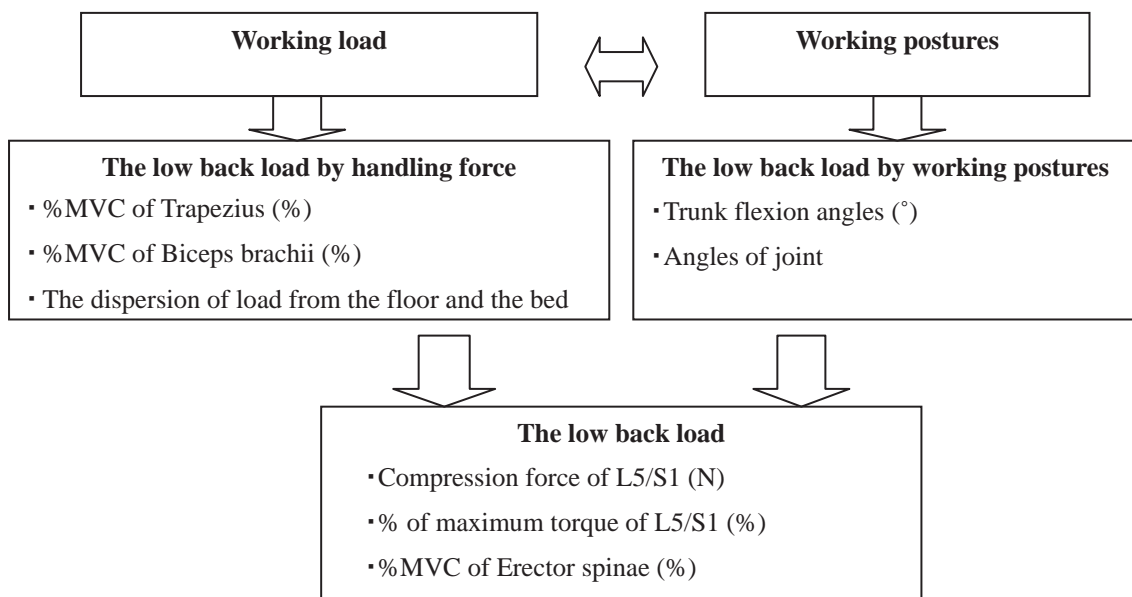 Working load
Working postures
The low back load by handling force
・%MVC of Trapezius (%)
・%MVC of Biceps brachii (%)
・The dispersion of load from the floor and the bed
The low back load by working postures
・Trunk flexion angles (°)
・Angles of joint
The low back load
・Compression force of L5/S1 (N)
・% of maximum torque of L5/S1 (%)
・%MVC of Erector spinae (%)